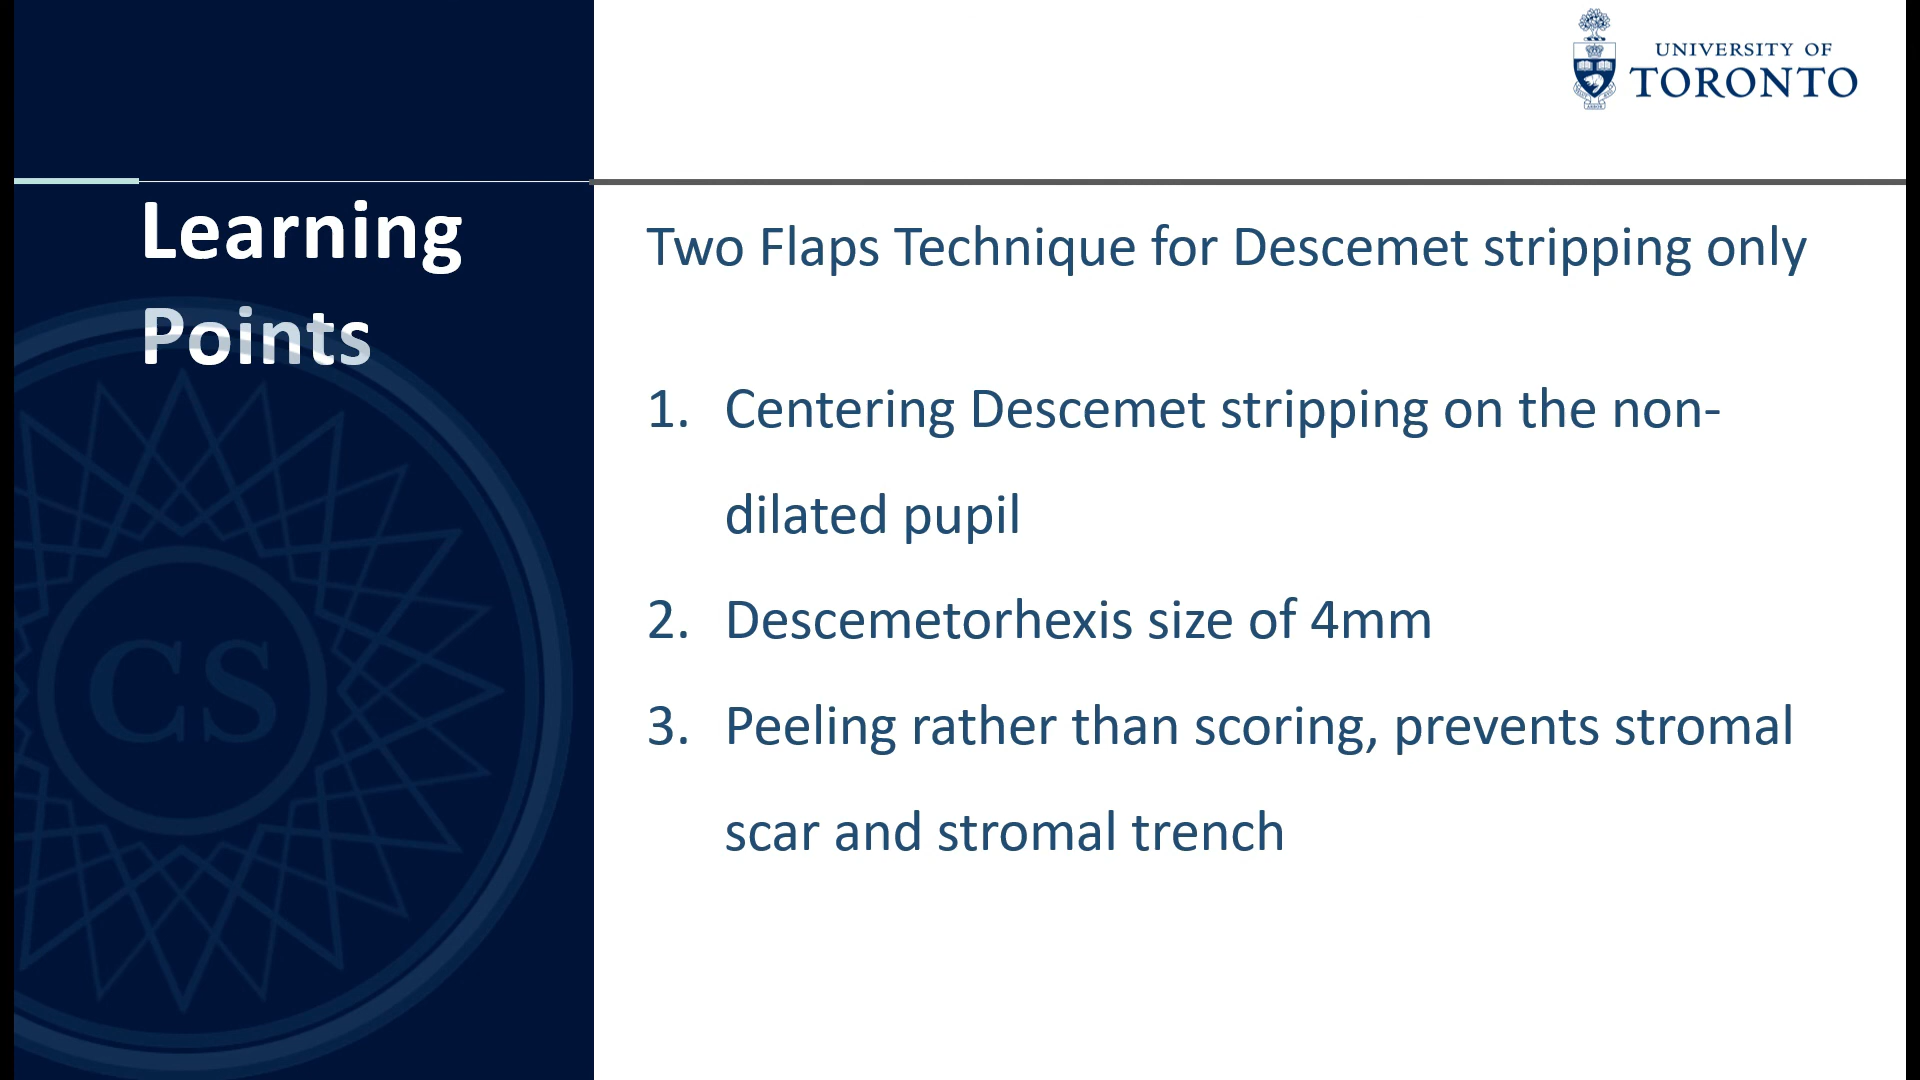 UNIVERSITY OF
TORONTO
Learning
Points
Two Flaps Technique for Descemet stripping only
1. Centering Descemet stripping on the non-
dilated pupil
2. Descemetorhexis size of 4mm
3. Peeling rather than scoring, prevents stromal
scar and stromal trench
CS